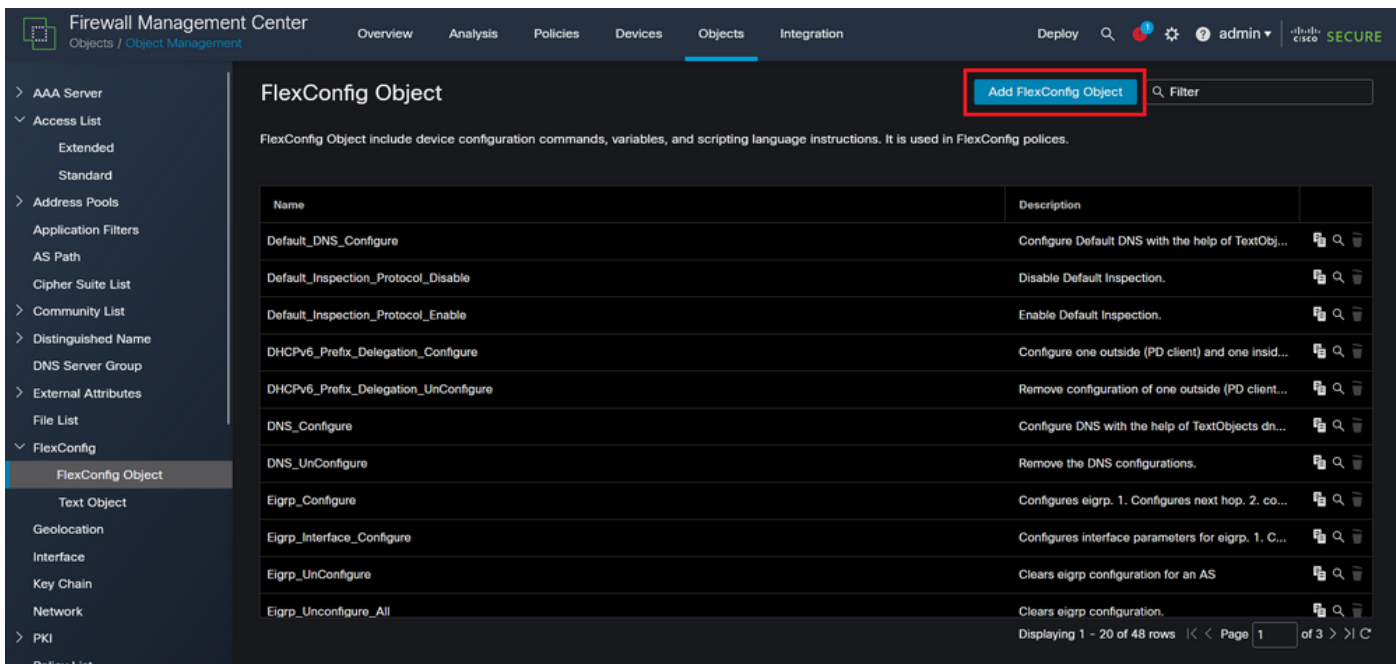 Firewall Management Center
Objects / Object Management
Overview Analysis Policies Devices Objects Integration Deploy 1 admin cisco SECURE
AAA Server
Access List
Extended
Standard
Address Pools
Application Filters
AS Path
Cipher Suite List
Community List
Distinguished Name
DNS Server Group
External Attributes
File List
FlexConfig
FlexConfig Object
Text Object
Geolocation
Interface
Key Chain
Network
PKI
Policy List
FlexConfig Object
Add FlexConfig Object Filter
FlexConfig Object include device configuration commands, variables, and scripting language instructions. It is used in FlexConfig polices.
Name Description
Default_DNS_Configure Configure Default DNS with the help of TextObj...
Default_Inspection_Protocol_Disable Disable Default Inspection.
Default_Inspection_Protocol_Enable Enable Default Inspection.
DHCPv6_Prefix_Delegation_Configure Configure one outside (PD client) and one insid...
DHCPv6_Prefix_Delegation_UnConfigure Remove configuration of one outside (PD client...
DNS_Configure Configure DNS with the help of TextObjects dn...
DNS_UnConfigure Remove the DNS configurations.
Eigrp_Configure Configures eigrp. 1. Configures next hop. 2. co...
Eigrp_Interface_Configure Configures interface parameters for eigrp. 1. C...
Eigrp_UnConfigure Clears eigrp configuration for an AS
Eigrp_Unconfigure_All Clears eigrp configuration.
Displaying 1 - 20 of 48 rows Page 1 of 3